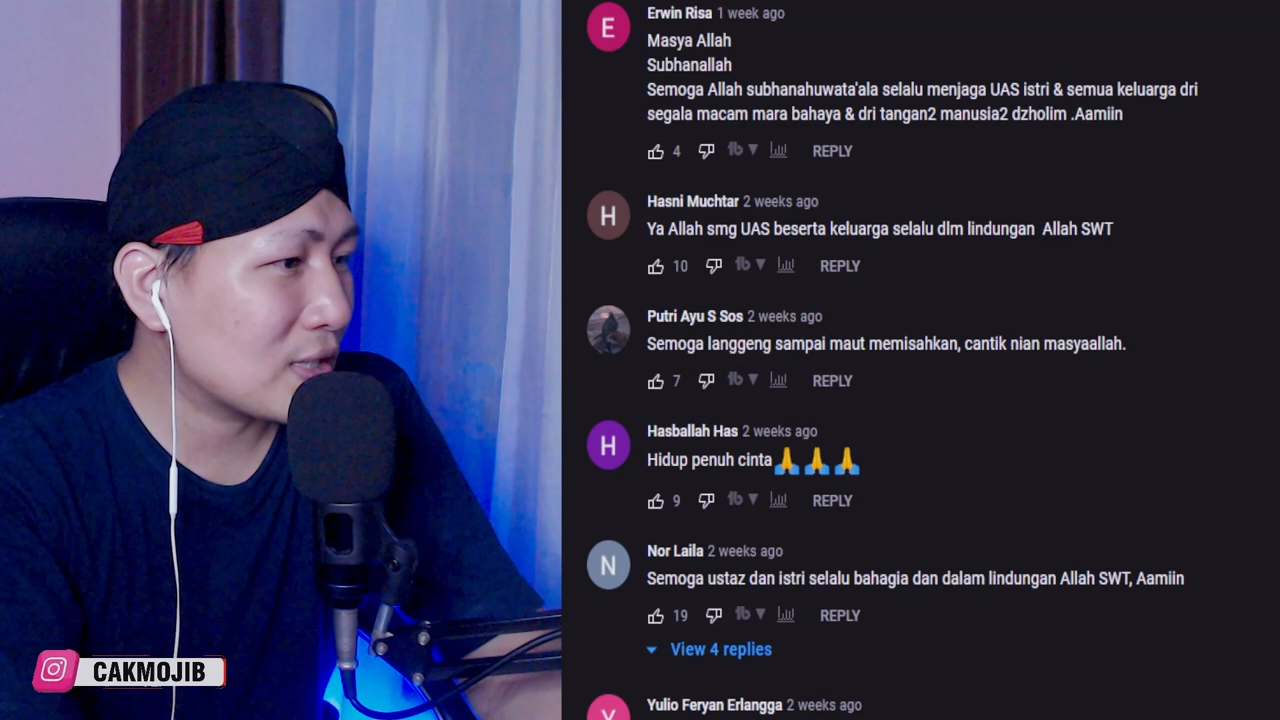 Erwin Risa 1 week ago
Masya Allah
Subhanallah
Semoga Allah subhanahuwata'ala selalu menjaga UAS istri & semua keluarga dri
segala macam mara bahaya & dri tangan2 manusia2 dzholim .Aamiin
4 REPLY
Hasni Muchtar 2 weeks ago
Ya Allah smg UAS beserta keluarga selalu dlm lindungan Allah SWT
10 REPLY
Putri Ayu S Sos 2 weeks ago
Semoga langgeng sampai maut memisahkan, cantik nian masyaallah.
7 REPLY
Hasballah Has 2 weeks ago
Hidup penuh cinta🙏🙏🙏
9 REPLY
Nor Laila 2 weeks ago
Semoga ustaz dan istri selalu bahagia dan dalam lindungan Allah SWT, Aamiin
19 REPLY
View 4 replies
Yulio Feryan Erlangga 2 weeks ago
E
H
H
N
Y
CAKMOJIB